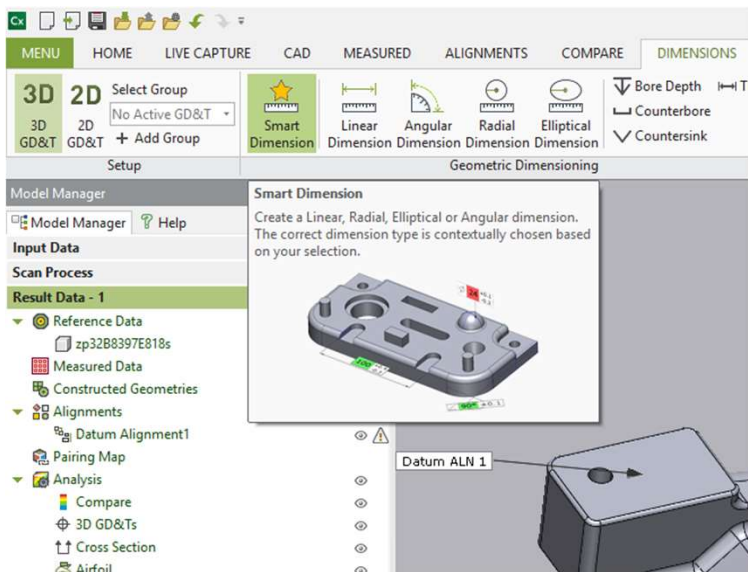 Cx
MENU HOME LIVE CAPTURE CAD MEASURED ALIGNMENTS COMPARE DIMENSIONS
3D 2D Select Group
No Active GD&T
3D GD&T
2D GD&T
+ Add Group
Smart Dimension
Linear Dimension
Angular Dimension
Radial Dimension
Elliptical Dimension
Bore Depth T
Counterbore
Countersink
Setup Geometric Dimensioning
Model Manager
Model Manager Help
Input Data
Scan Process
Result Data - 1
Reference Data
zp32B8397E818s
Measured Data
Constructed Geometries
Alignments
Datum Alignment1
Pairing Map
Analysis
Compare
3D GD&Ts
Cross Section
Airfoil
Smart Dimension
Create a Linear, Radial, Elliptical or Angular dimension.
The correct dimension type is contextually chosen based
on your selection.
24
100
90° +0.1
Datum ALN 1